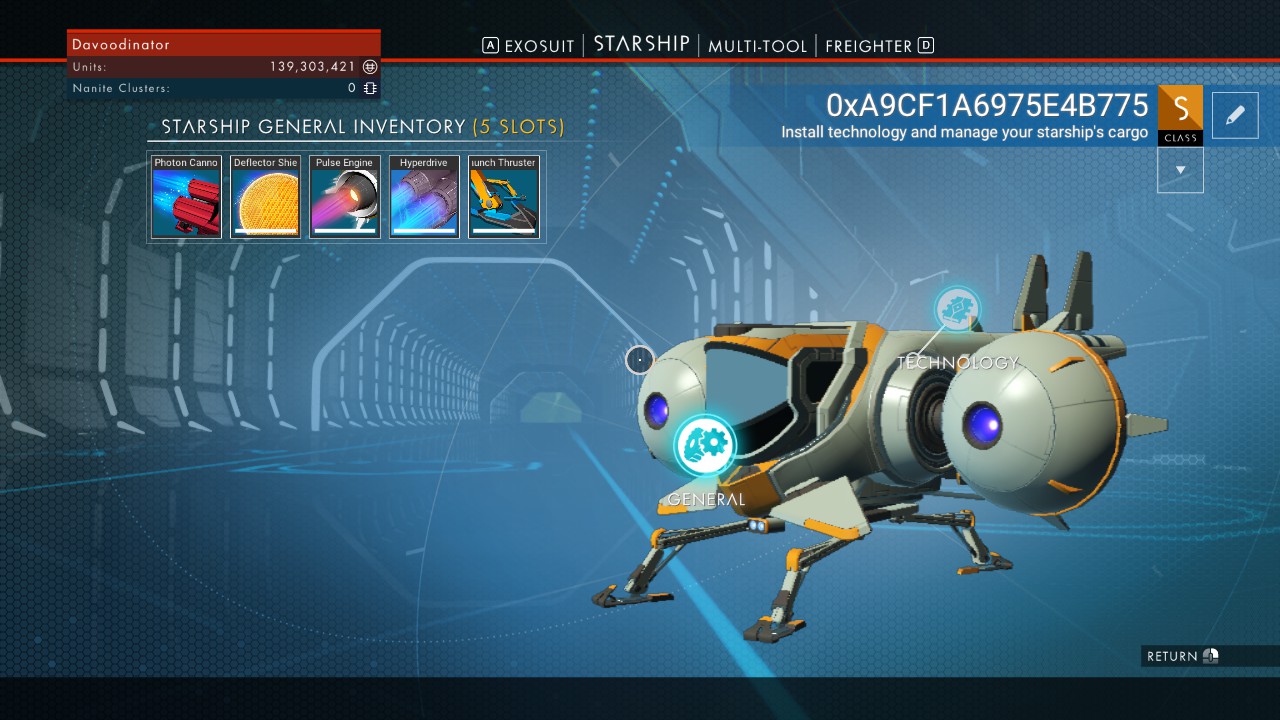 Davoodinator
Units: 139,303,421
Nanite Clusters: 0
A EXOSUIT STARSHIP MULTI-TOOL FREIGHTER D
STARSHIP GENERAL INVENTORY (5 SLOTS)
Photon Canno Deflector Shie Pulse Engine Hyperdrive unch Thruster
0xA9CF1A6975E4B775
Install technology and manage your starship's cargo
S
CLASS
TECHNOLOGY
GENERAL
RETURN